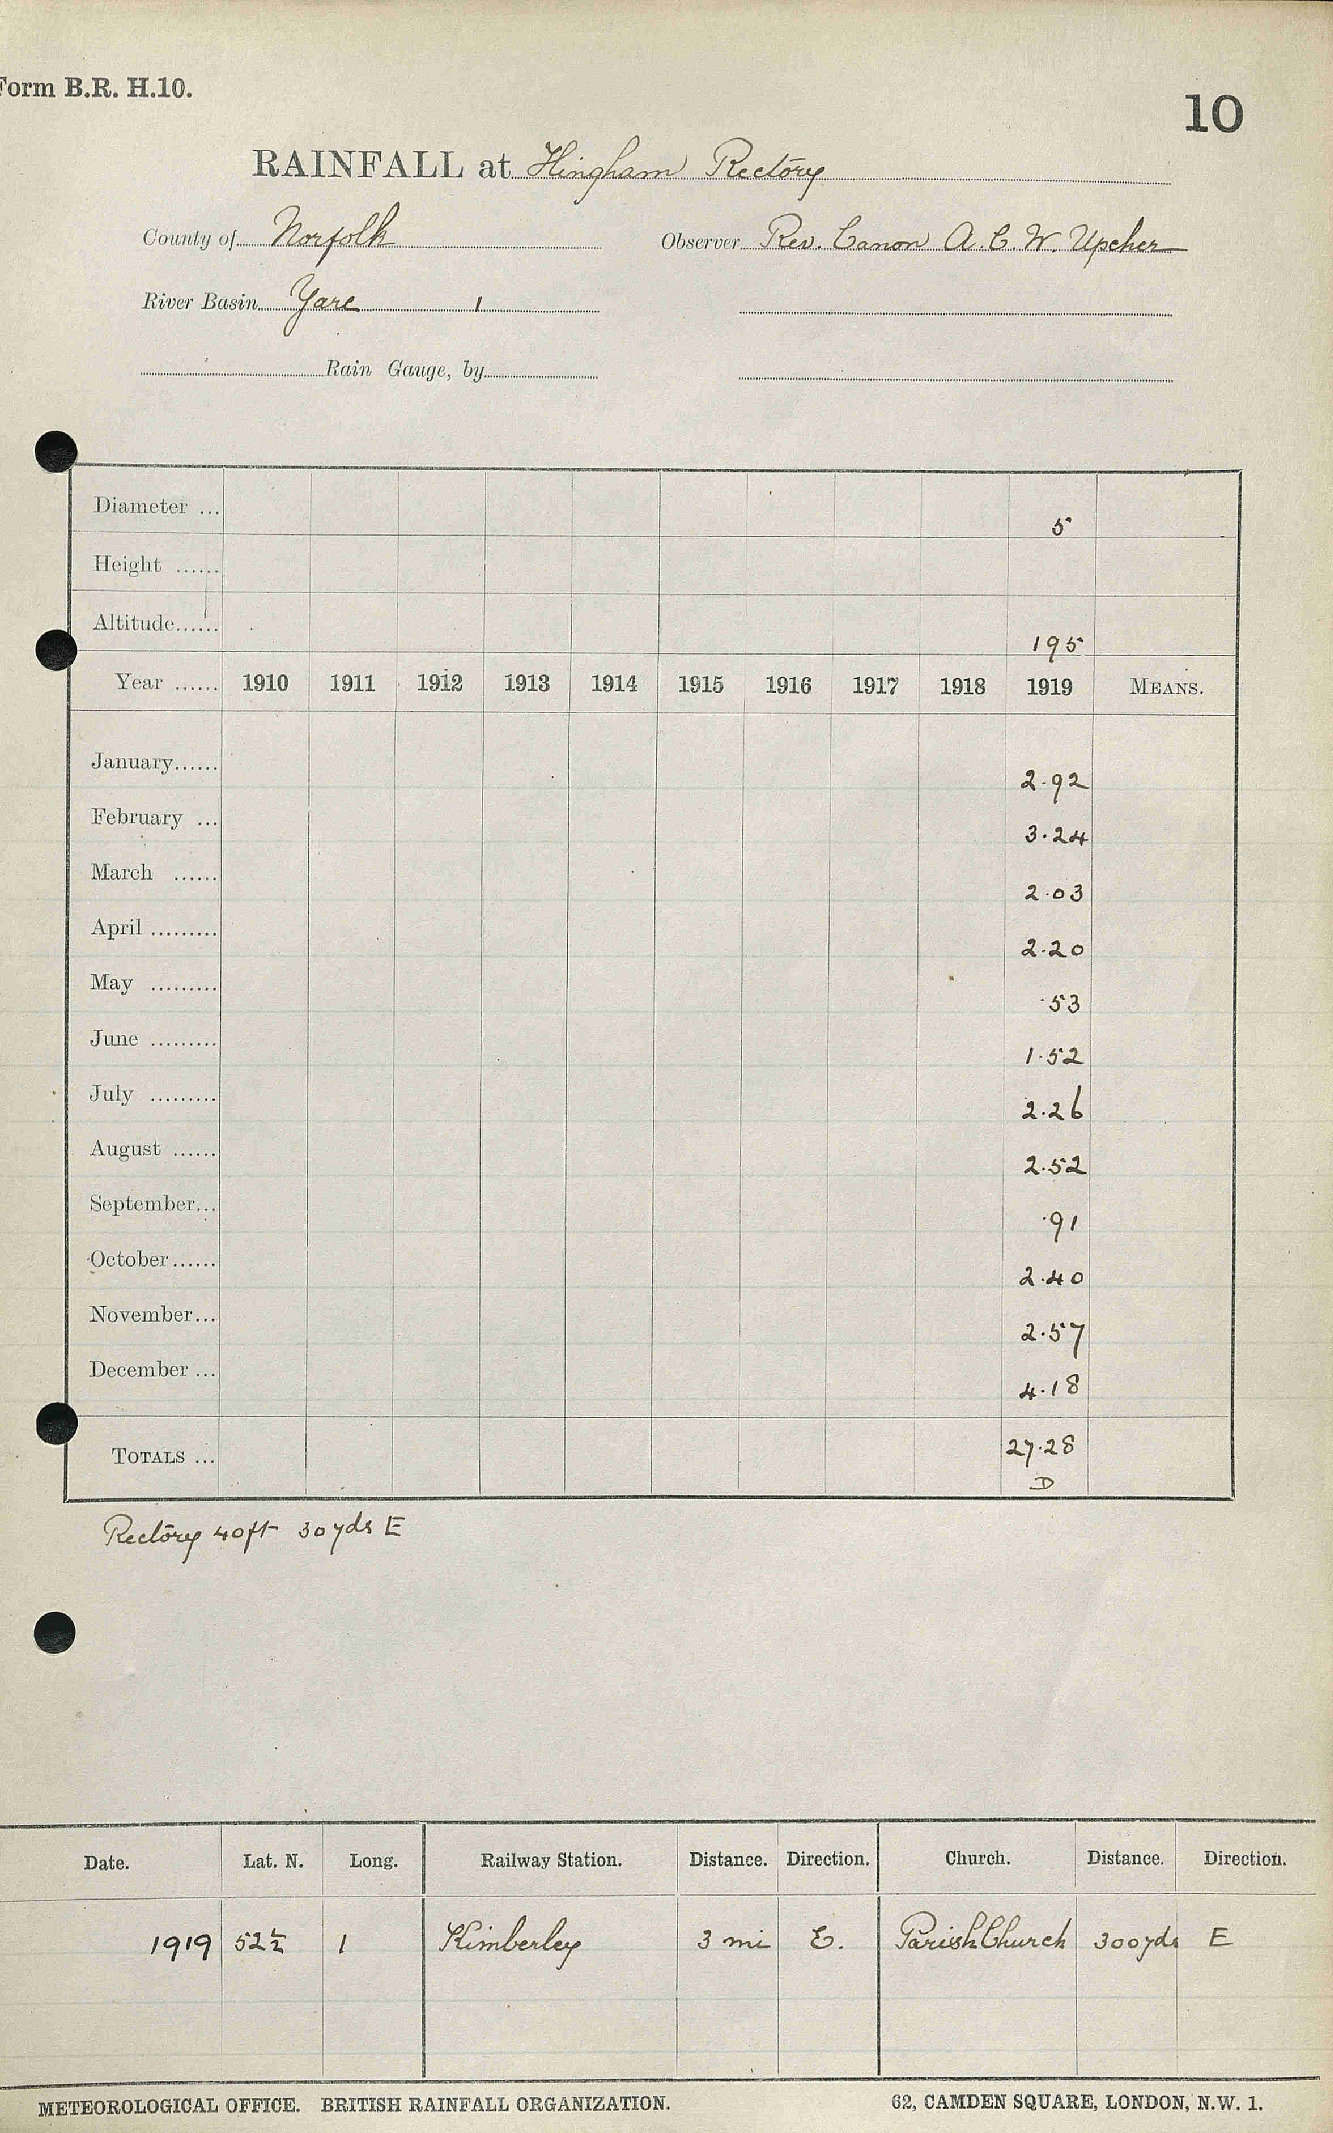 Form B.R. H.10.
10
RAINFALL at Hingham Rectory
County of Norfolk Observer Rev. Canon A. C. W. Upcher
River Basin Yare 1
Rain Gauge, by
Diameter ... 5
Height ......
Altitude...... 195
Year ...... 1910 1911 1912 1913 1914 1915 1916 1917 1918 1919 MEANS.
January...... 2.92
February ... 3.24
March ...... 2.03
April ......... 2.20
May ......... .53
June ......... 1.52
July ......... 2.26
August ...... 2.52
September... .91
October...... 2.40
November... 2.57
December ... 4.18
TOTALS ... 27.28
D
Rectory 40ft 30yds E
Date. Lat. N. Long. Railway Station. Distance. Direction. Church. Distance. Direction.
1919 52½ 1 Kimberley 3 mi E. Parish Church 300yds E
METEOROLOGICAL OFFICE. BRITISH RAINFALL ORGANIZATION. 62, CAMDEN SQUARE, LONDON, N.W. 1.